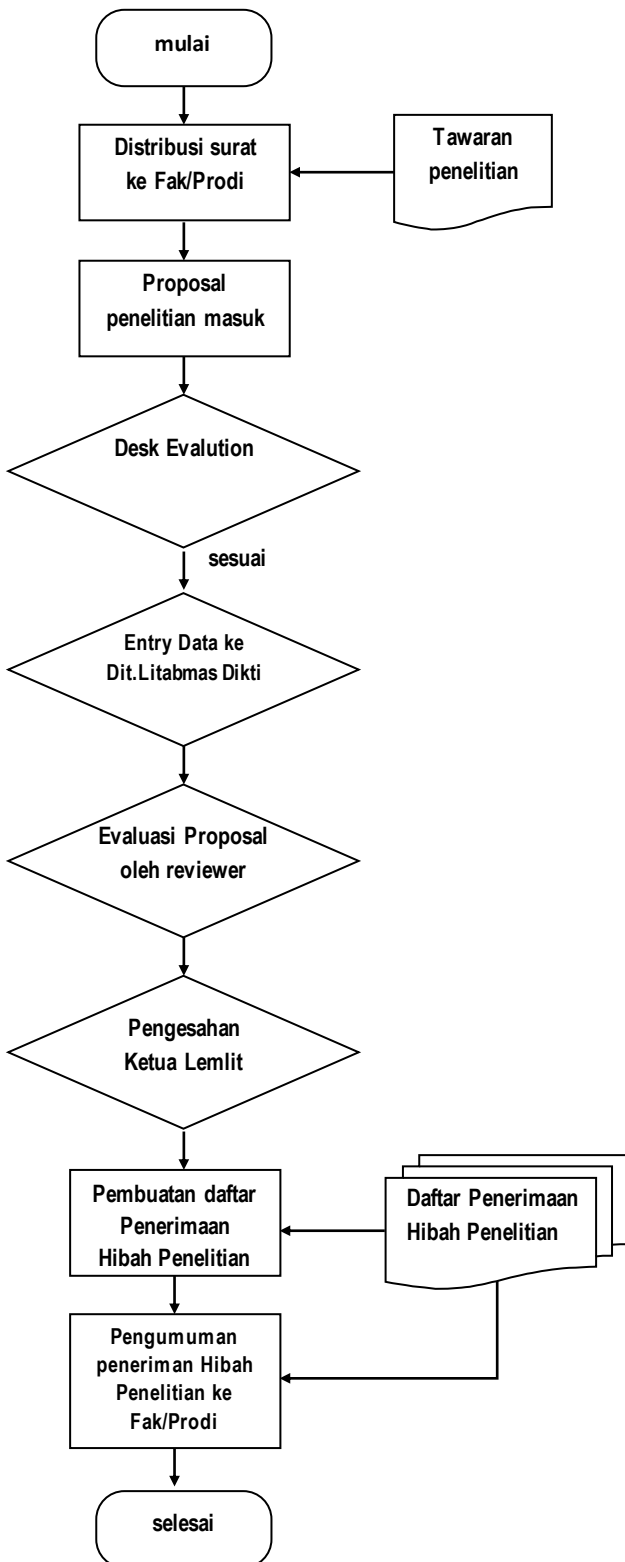 mulai
Distribusi surat
ke Fak/Prodi
Tawaran
penelitian
Proposal
penelitian masuk
Desk Evalution
sesuai
Entry Data ke
Dit.Litabmas Dikti
Evaluasi Proposal
oleh reviewer
Pengesahan
Ketua Lemlit
Pembuatan daftar
Penerimaan
Hibah Penelitian
Daftar Penerimaan
Hibah Penelitian
Pengumuman
peneriman Hibah
Penelitian ke
Fak/Prodi
selesai